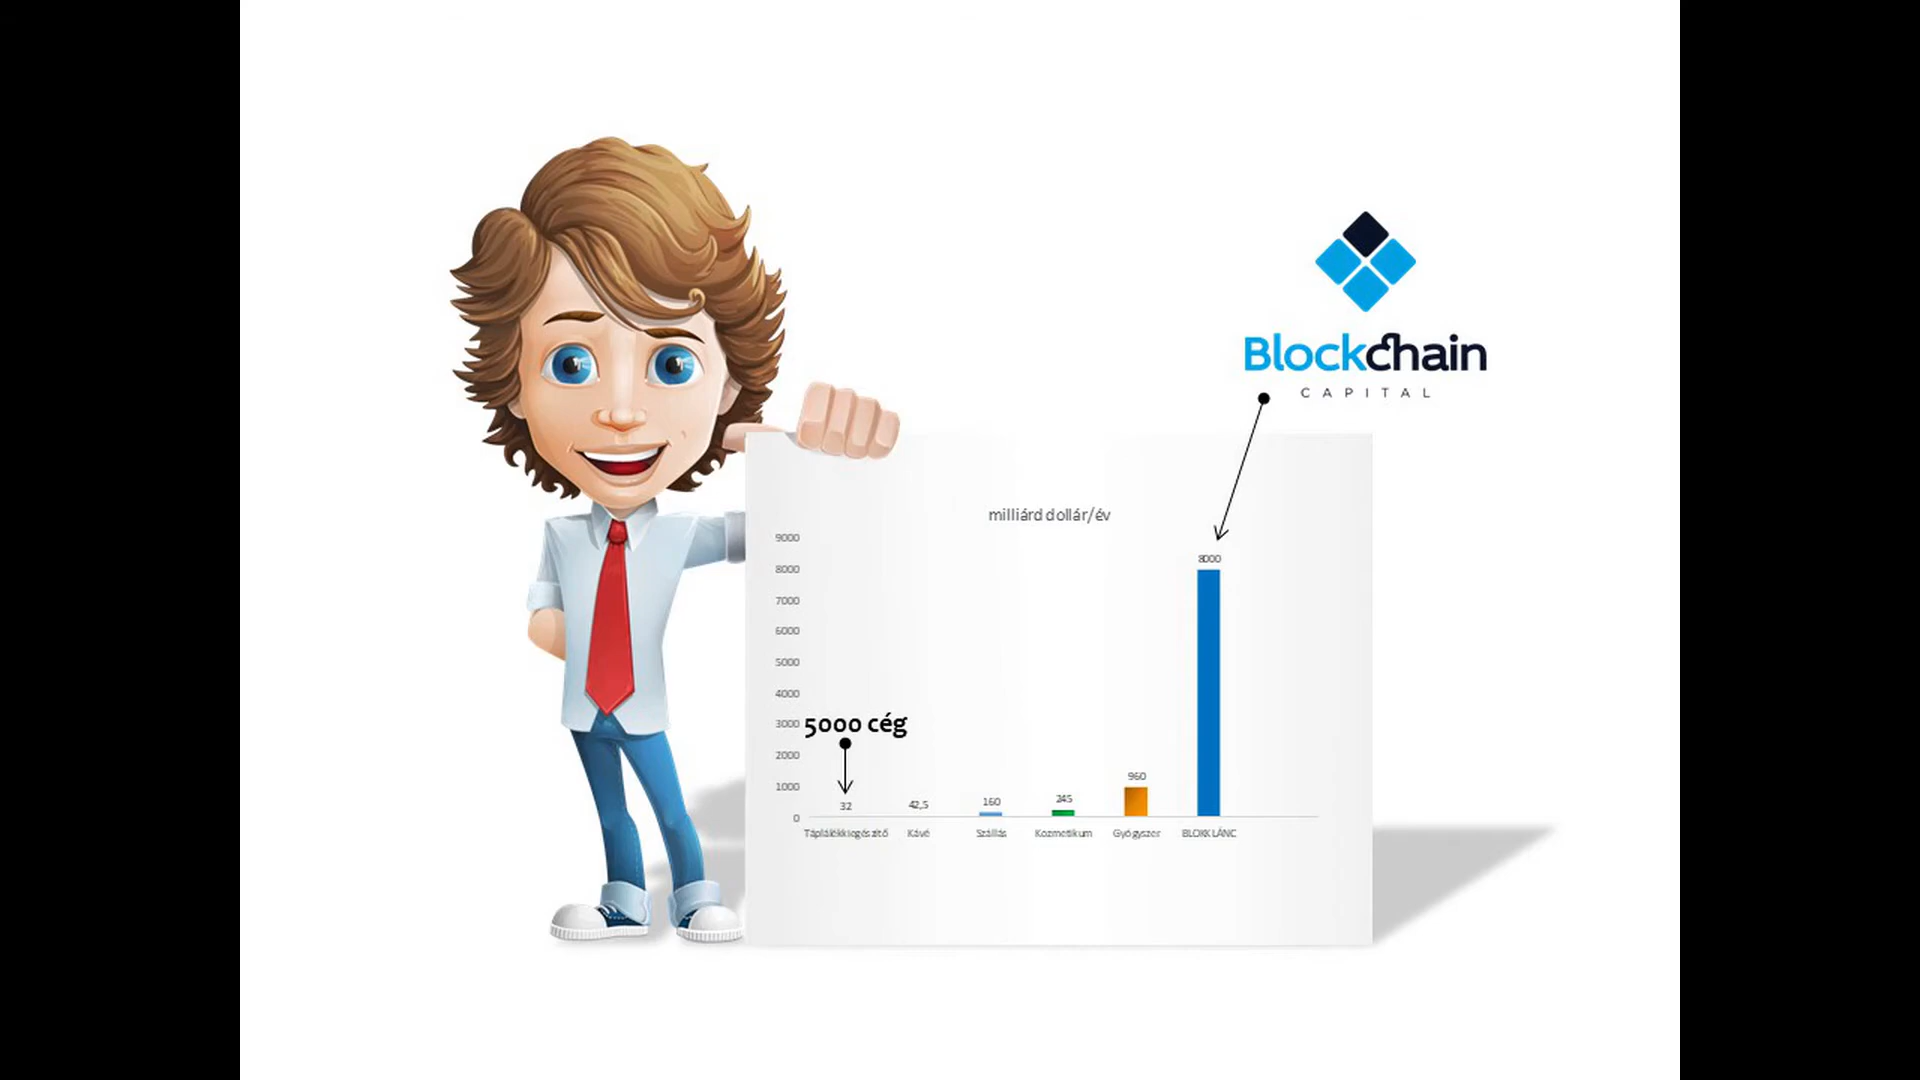 BlockChain
CAPITAL
milliárd dollár/év
9000
8000
7000
6000
5000
4000
3000
2000
1000
0
5000 cég
32
42,5
160
245
960
8000
Táplálékkiegészítő
Kávé
Szállás
Kozmetikum
Gyógyszer
BLOKKLÁNC